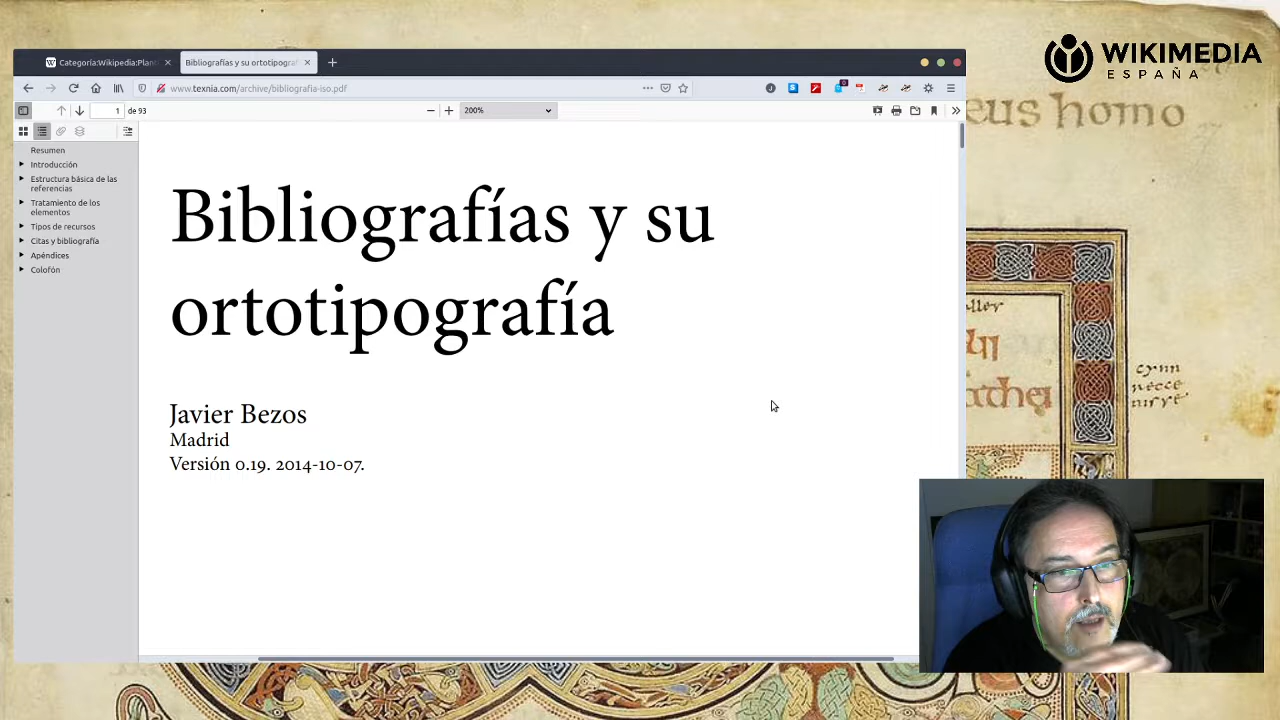 WIKIMEDIA
ESPAÑA
Categoría:Wikipedia:Plant
Bibliografías y su ortotipograf
www.texnia.com/archive/bibliografia-iso.pdf
1 de 93
200%
Resumen
Introducción
Estructura básica de las
referencias
Tratamiento de los
elementos
Tipos de recursos
Citas y bibliografía
Apéndices
Colofón
Bibliografías y su
ortotipografía
Javier Bezos
Madrid
Versión 0.19. 2014-10-07.
eus homo
cynn